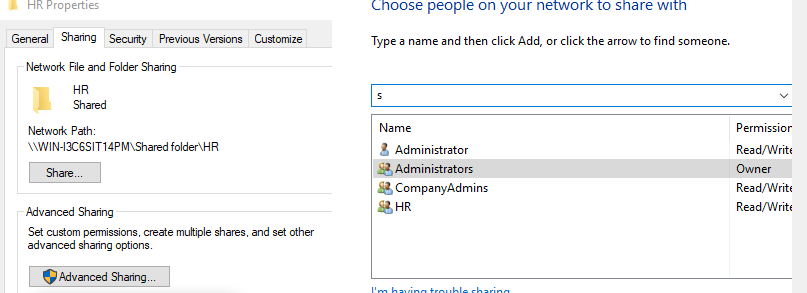 HR Properties
General Sharing Security Previous Versions Customize
Network File and Folder Sharing
HR
Shared
Network Path:
\\WIN-I3C6SIT14PM\Shared folder\HR
Share...
Advanced Sharing
Set custom permissions, create multiple shares, and set other
advanced sharing options.
Advanced Sharing...
Choose people on your network to share with
Type a name and then click Add, or click the arrow to find someone.
s
Name Permission
Administrator Read/Write
Administrators Owner
CompanyAdmins Read/Write
HR Read/Write
I'm having trouble sharing